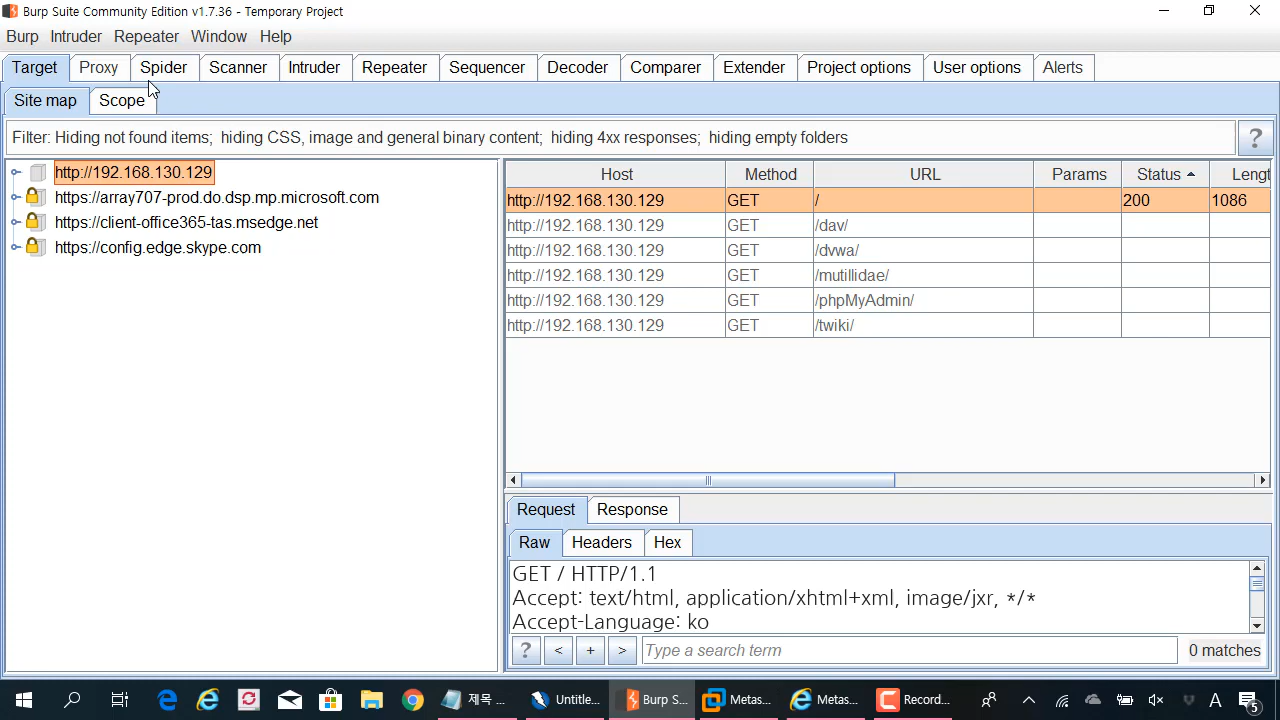 Burp Suite Community Edition v1.7.36 - Temporary Project
Burp Intruder Repeater Window Help
Target Proxy Spider Scanner Intruder Repeater Sequencer Decoder Comparer Extender Project options User options Alerts
Site map Scope
Filter: Hiding not found items; hiding CSS, image and general binary content; hiding 4xx responses; hiding empty folders
?
http://192.168.130.129
https://array707-prod.do.dsp.mp.microsoft.com
https://client-office365-tas.msedge.net
https://config.edge.skype.com
Host Method URL Params Status Lengt
http://192.168.130.129 GET / 200 1086
http://192.168.130.129 GET /dav/
http://192.168.130.129 GET /dvwa/
http://192.168.130.129 GET /mutillidae/
http://192.168.130.129 GET /phpMyAdmin/
http://192.168.130.129 GET /twiki/
Request Response
Raw Headers Hex
GET / HTTP/1.1
Accept: text/html, application/xhtml+xml, image/jxr, */*
Accept-Language: ko
? < + > Type a search term 0 matches
제목 ... Untitle... Burp S... Metas... Metas... Record... A 5